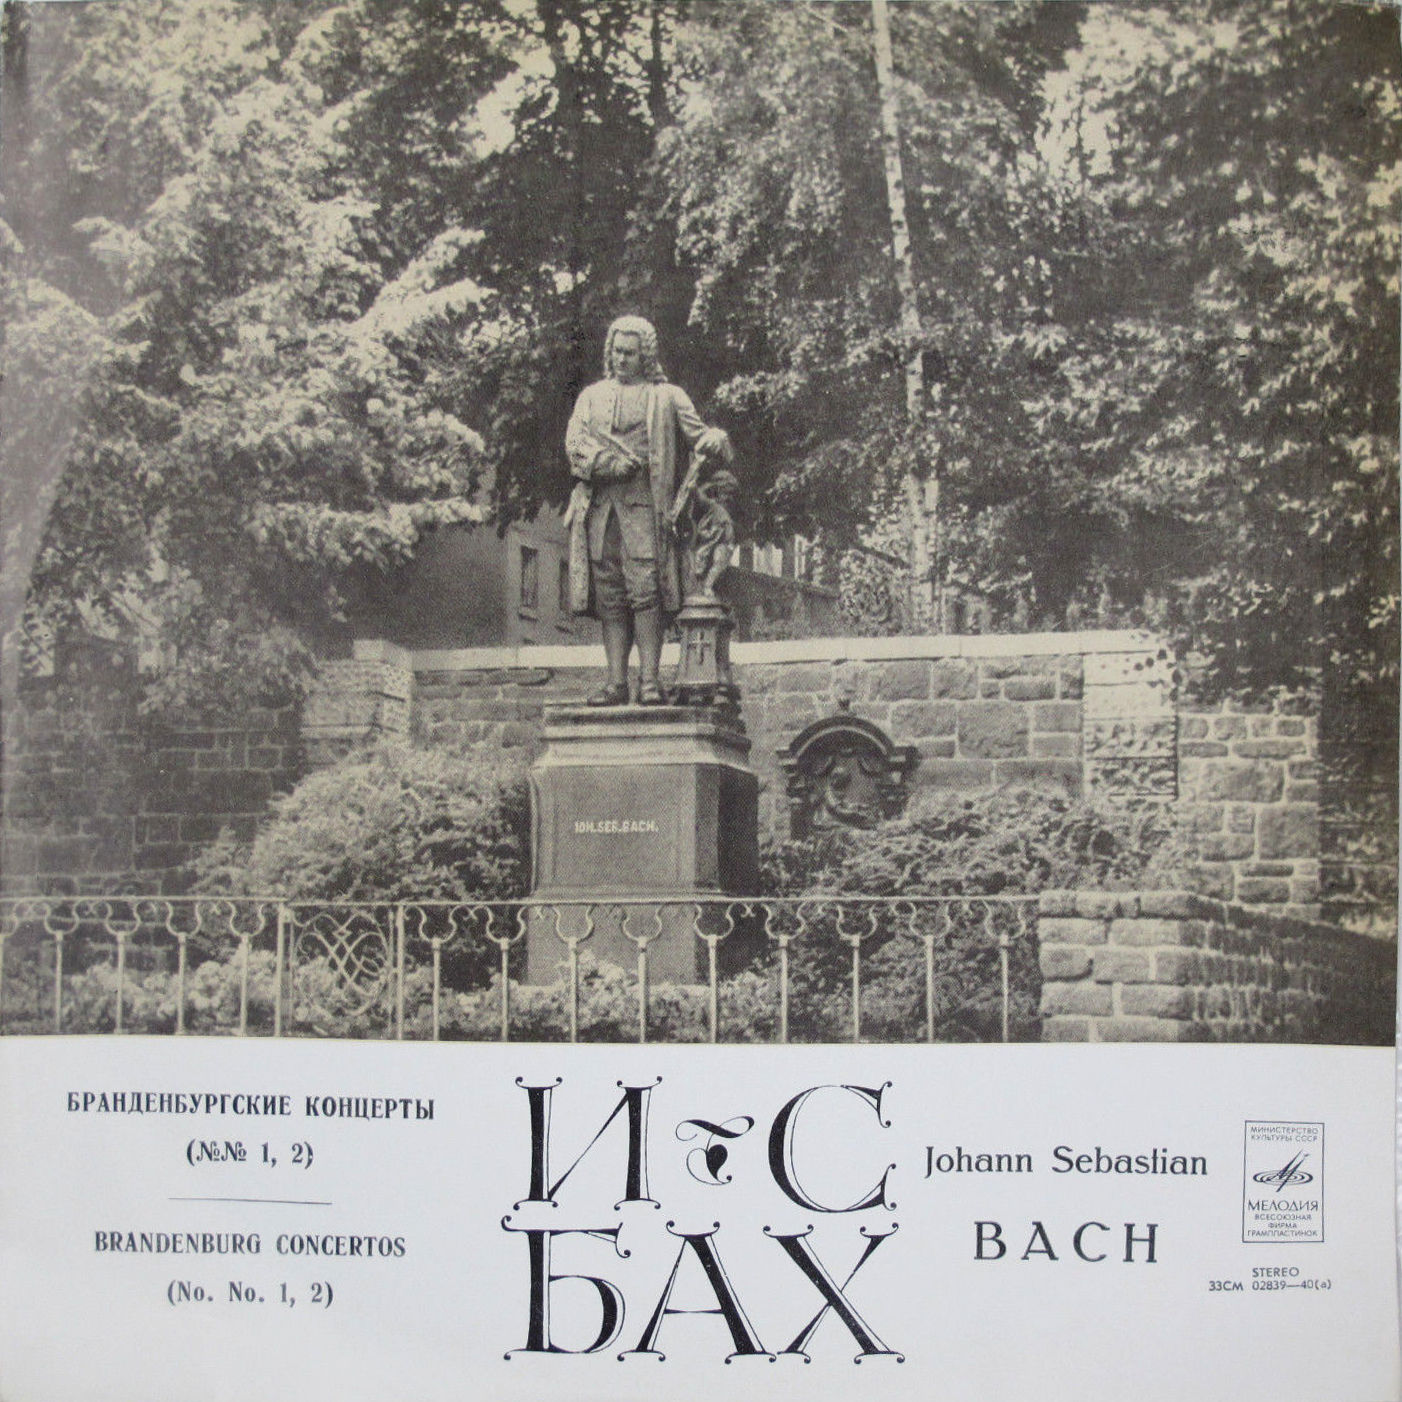 JOH.SEB.BACH.
БРАНДЕНБУРГСКИЕ КОНЦЕРТЫ
(№№ 1, 2)
BRANDENBURG CONCERTOS
(No. No. 1, 2)
И С
БАХ
Johann Sebastian
BACH
МИНИСТЕРСТВО
КУЛЬТУРЫ СССР
МЕЛОДИЯ
ВСЕСОЮЗНАЯ
ФИРМА
ГРАМПЛАСТИНОК
STEREO
33СМ 02839—40(а)